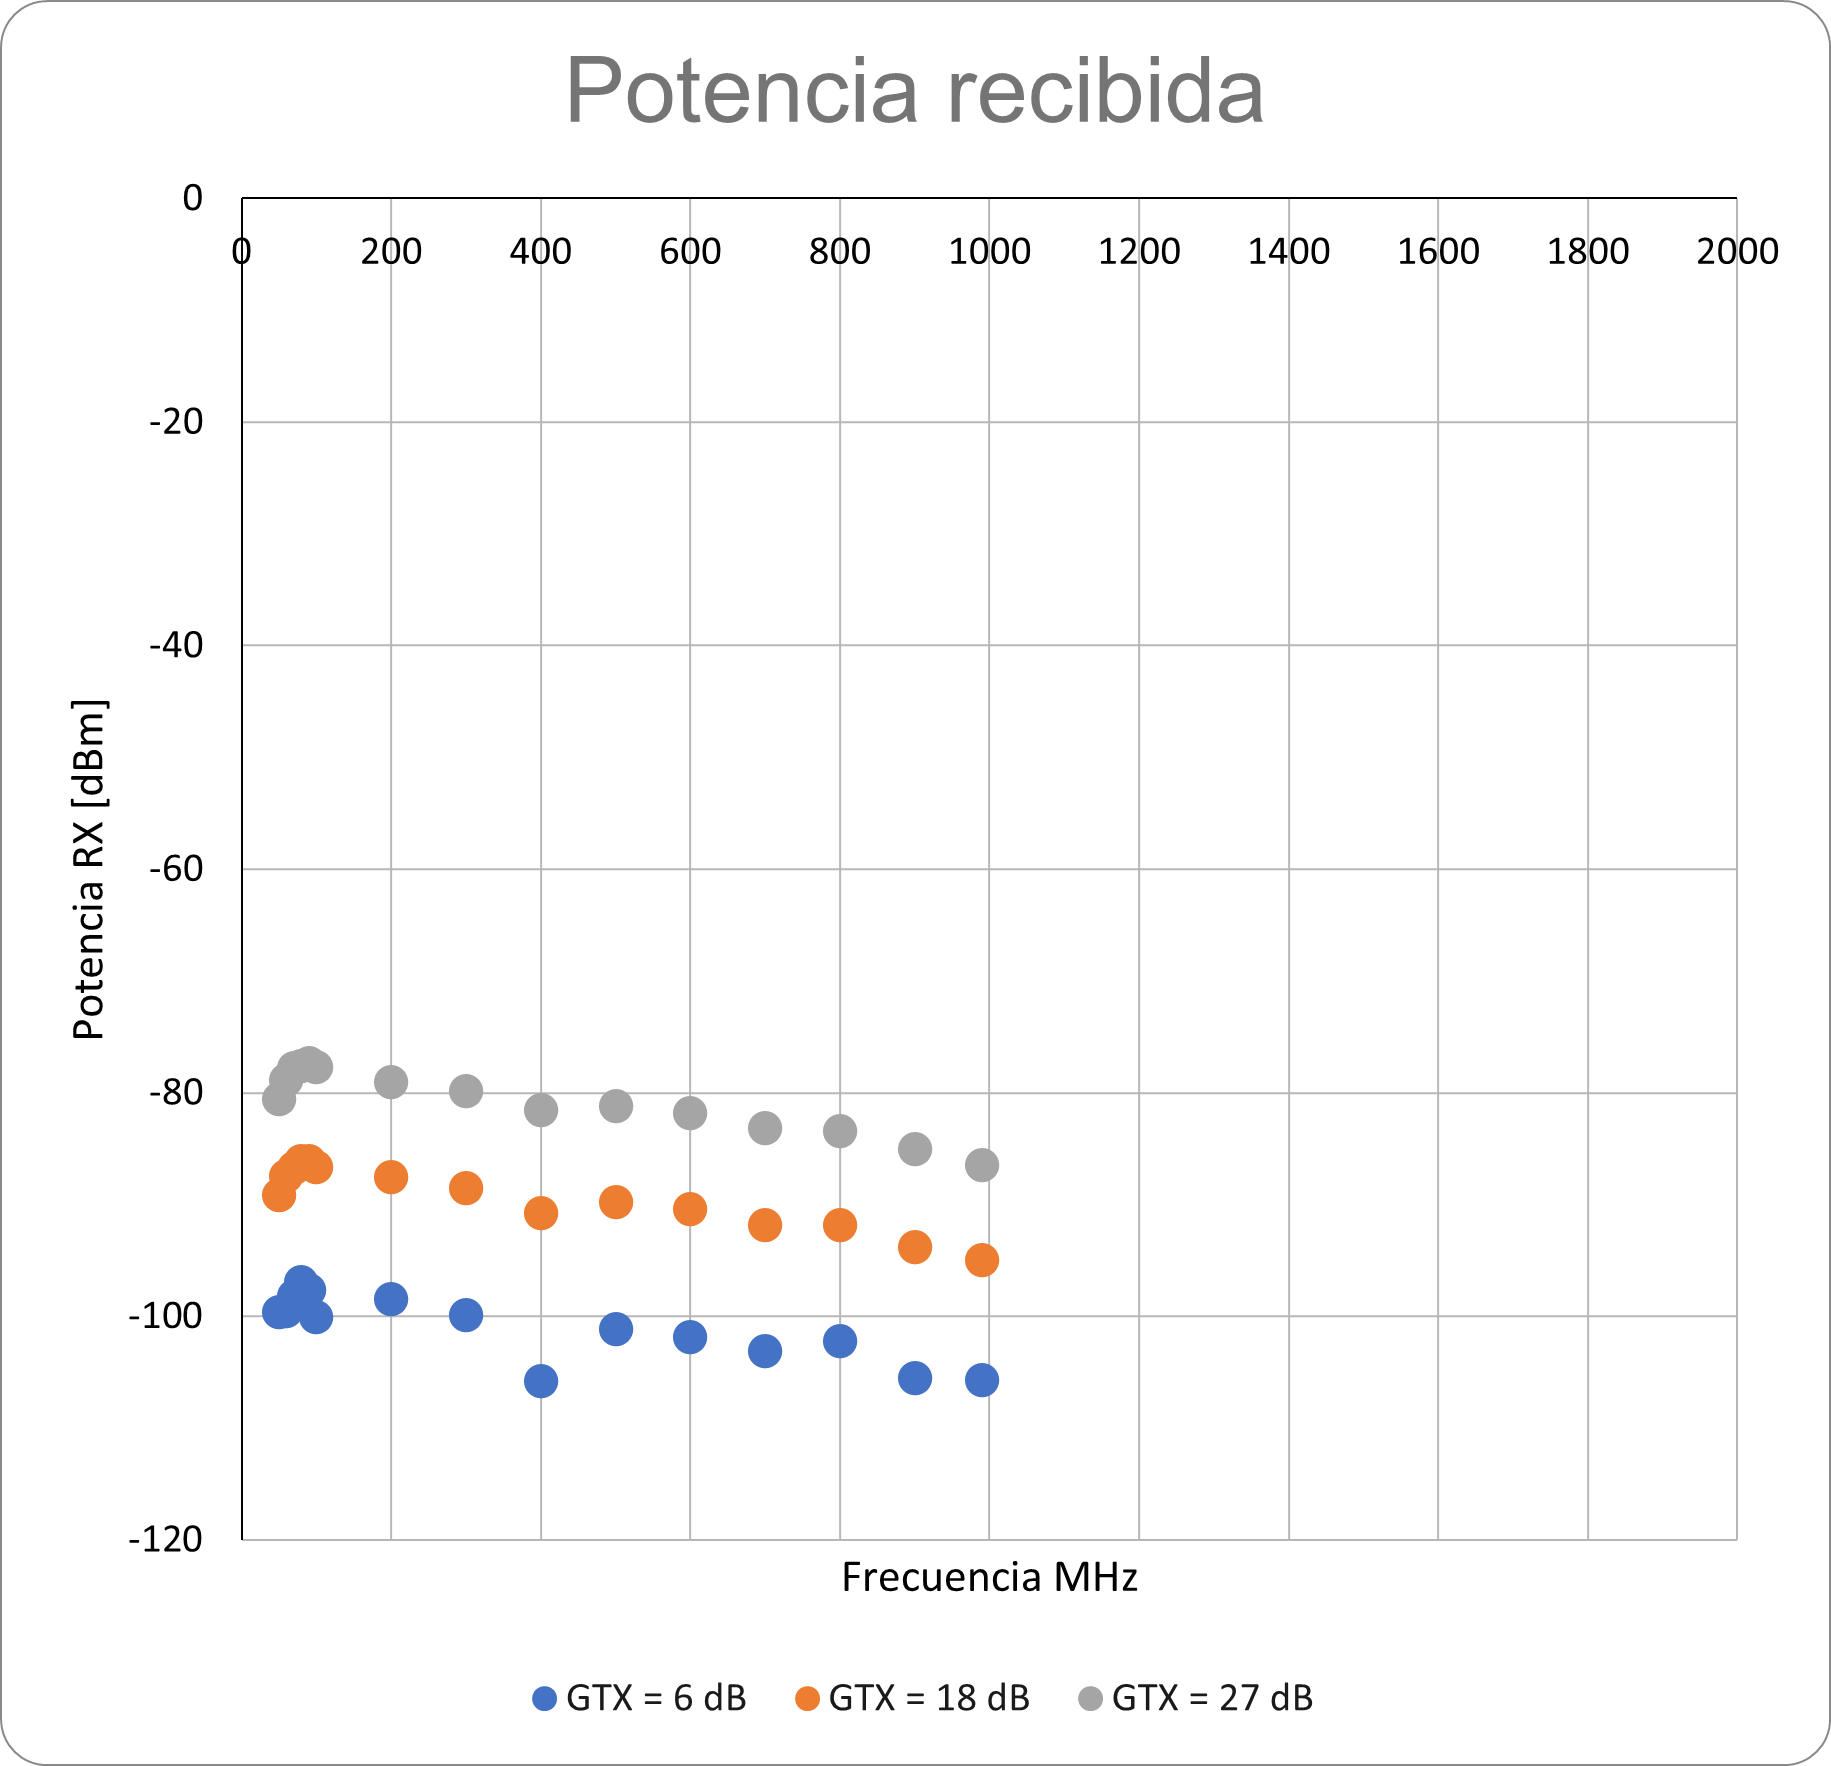 Potencia recibida
0
0 200 400 600 800 1000 1200 1400 1600 1800 2000
-20
-40
-60
-80
-100
-120
Potencia RX [dBm]
Frecuencia MHz
GTX = 6 dB GTX = 18 dB GTX = 27 dB